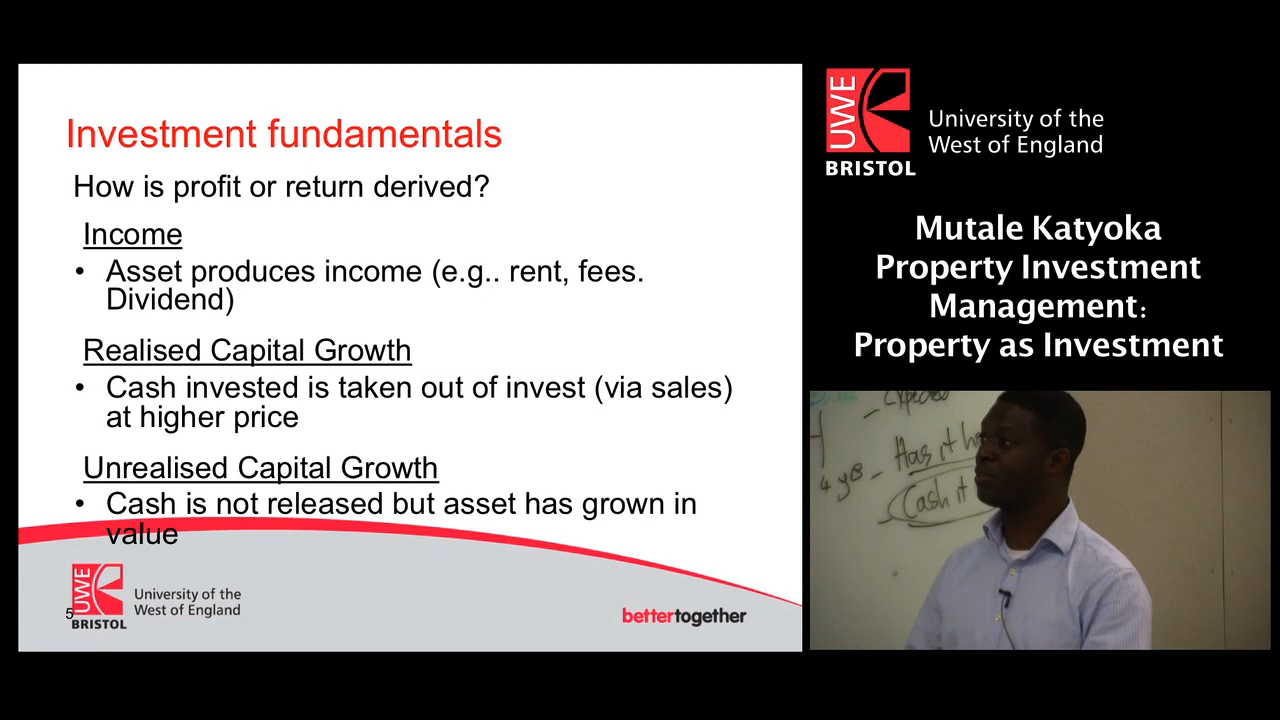 Investment fundamentals
How is profit or return derived?
Income
• Asset produces income (e.g.. rent, fees.
Dividend)
Realised Capital Growth
• Cash invested is taken out of invest (via sales)
at higher price
Unrealised Capital Growth
• Cash is not released but asset has grown in
value
5
UWE
BRISTOL
University of the
West of England
bettertogether
UWE
BRISTOL
University of the
West of England
Mutale Katyoka
Property Investment
Management:
Property as Investment
- Expected
4 yrs - Has it
- Cash it